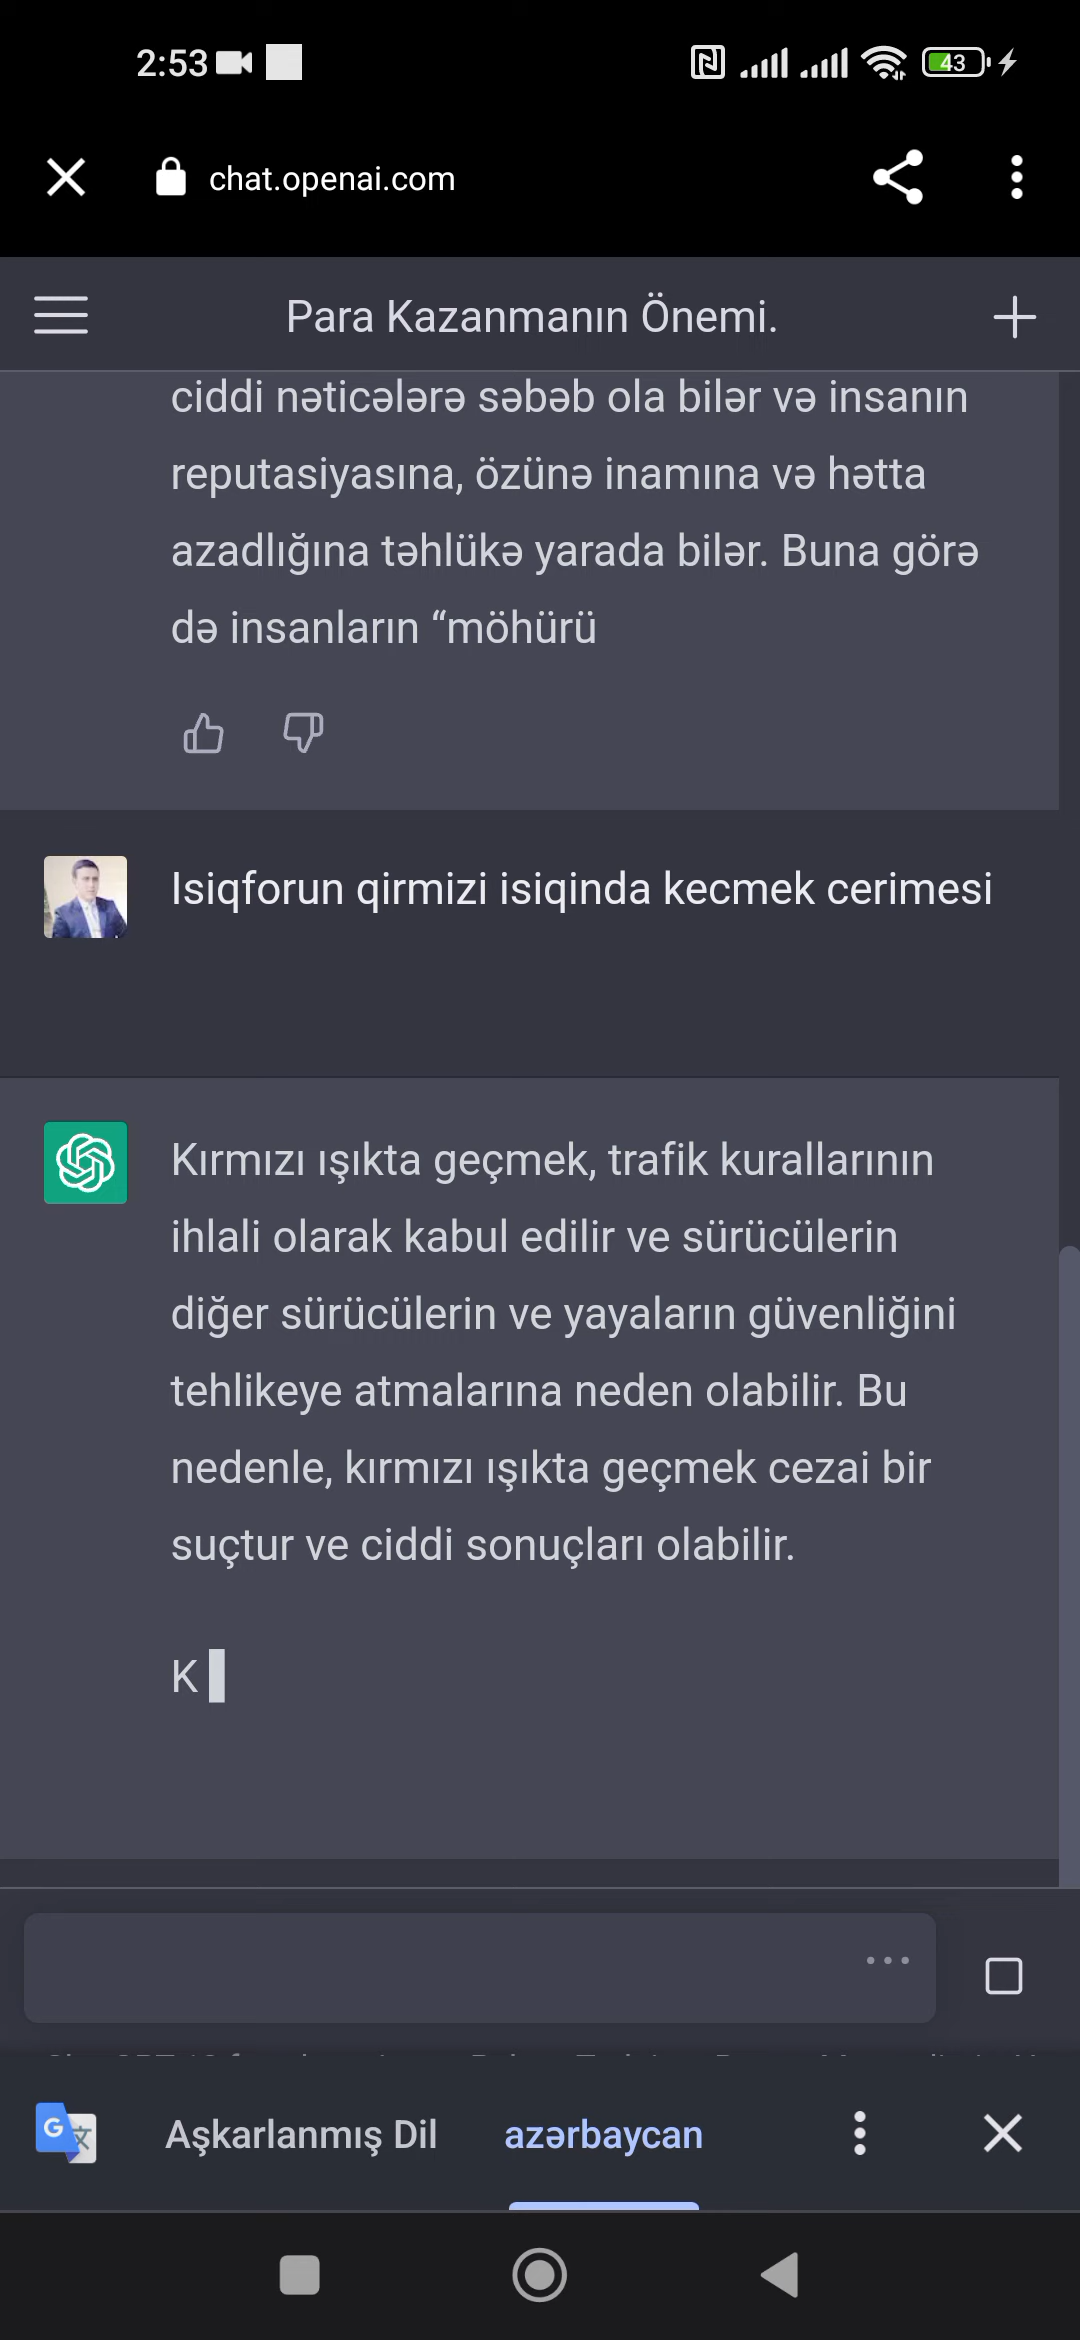 2:53
43
chat.openai.com
Para Kazanmanın Önemi.
ciddi nəticələrə səbəb ola bilər və insanın
reputasiyasına, özünə inamına və hətta
azadlığına təhlükə yarada bilər. Buna görə
də insanların “möhürü
Isiqforun qirmizi isiqinda kecmek cerimesi
Kırmızı ışıkta geçmek, trafik kurallarının
ihlali olarak kabul edilir ve sürücülerin
diğer sürücülerin ve yayaların güvenliğini
tehlikeye atmalarına neden olabilir. Bu
nedenle, kırmızı ışıkta geçmek cezai bir
suçtur ve ciddi sonuçları olabilir.
K
Aşkarlanmış Dil azərbaycan